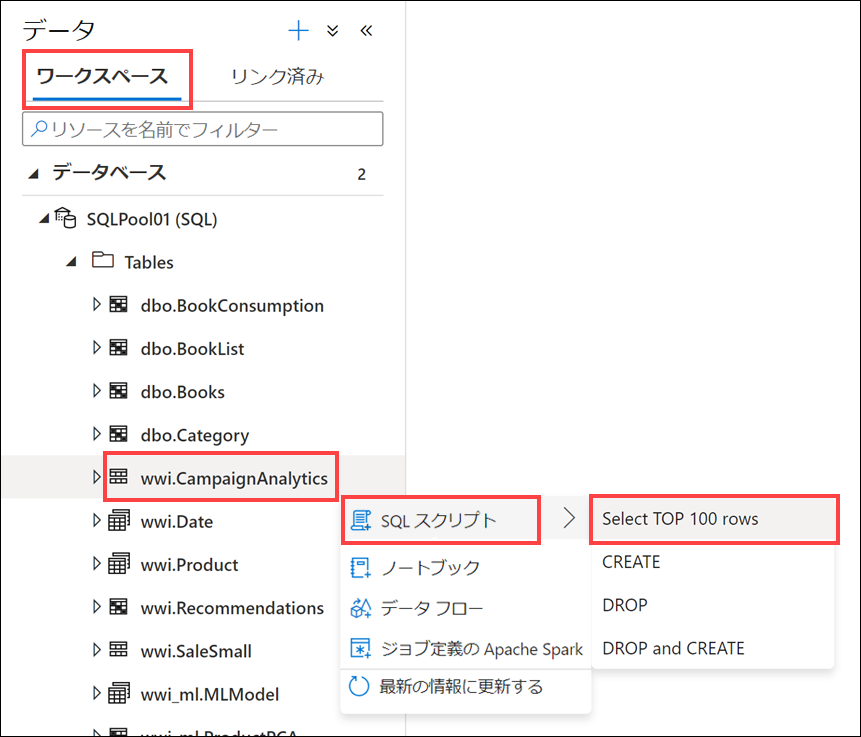 データ
ワークスペース
リンク済み
リソースを名前でフィルター
データベース 2
SQLPool01 (SQL)
Tables
dbo.BookConsumption
dbo.BookList
dbo.Books
dbo.Category
wwi.CampaignAnalytics
wwi.Date
wwi.Product
wwi.Recommendations
wwi.SaleSmall
wwi_ml.MLModel
wwi_ml.ProductPCA
SQL スクリプト
ノートブック
データ フロー
ジョブ定義の Apache Spark
最新の情報に更新する
Select TOP 100 rows
CREATE
DROP
DROP and CREATE